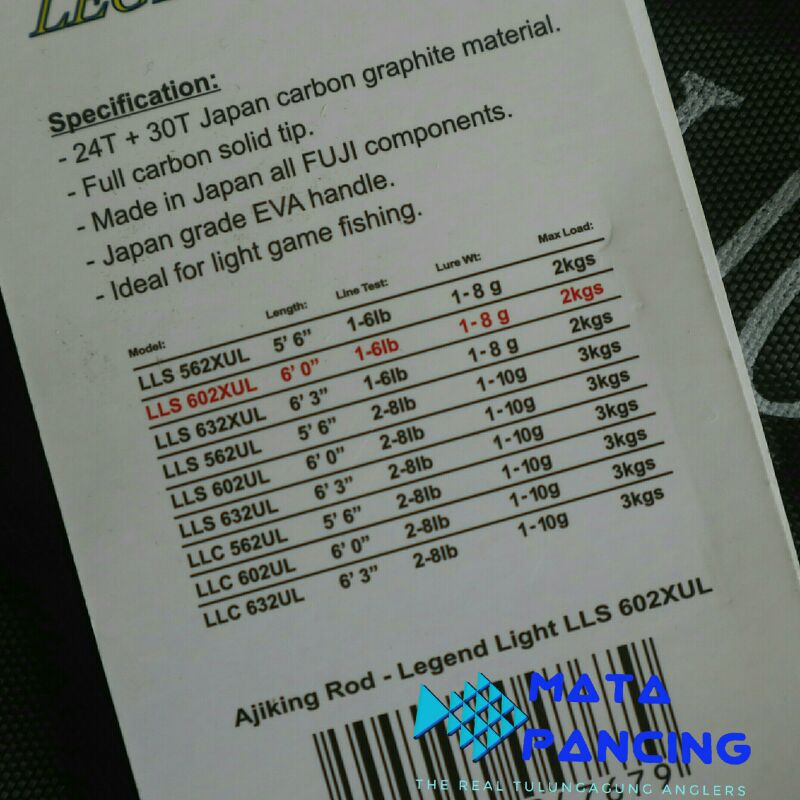 Specification:
- 24T + 30T Japan carbon graphite material.
- Full carbon solid tip.
- Made in Japan all FUJI components.
- Japan grade EVA handle.
- Ideal for light game fishing.
Model: Length: Line Test: Lure Wt: Max Load:
LLS 562XUL 5' 6" 1-6lb 1-8 g 2kgs
LLS 602XUL 6' 0" 1-6lb 1-8 g 2kgs
LLS 632XUL 6' 3" 1-6lb 1-8 g 2kgs
LLS 562UL 5' 6" 2-8lb 1-10g 3kgs
LLS 602UL 6' 0" 2-8lb 1-10g 3kgs
LLS 632UL 6' 3" 2-8lb 1-10g 3kgs
LLC 562UL 5' 6" 2-8lb 1-10g 3kgs
LLC 602UL 6' 0" 2-8lb 1-10g 3kgs
LLC 632UL 6' 3" 2-8lb 1-10g 3kgs
Ajiking Rod - Legend Light LLS 602XUL
MATA
PANCING
THE REAL TULUNGAGUNG ANGLERS